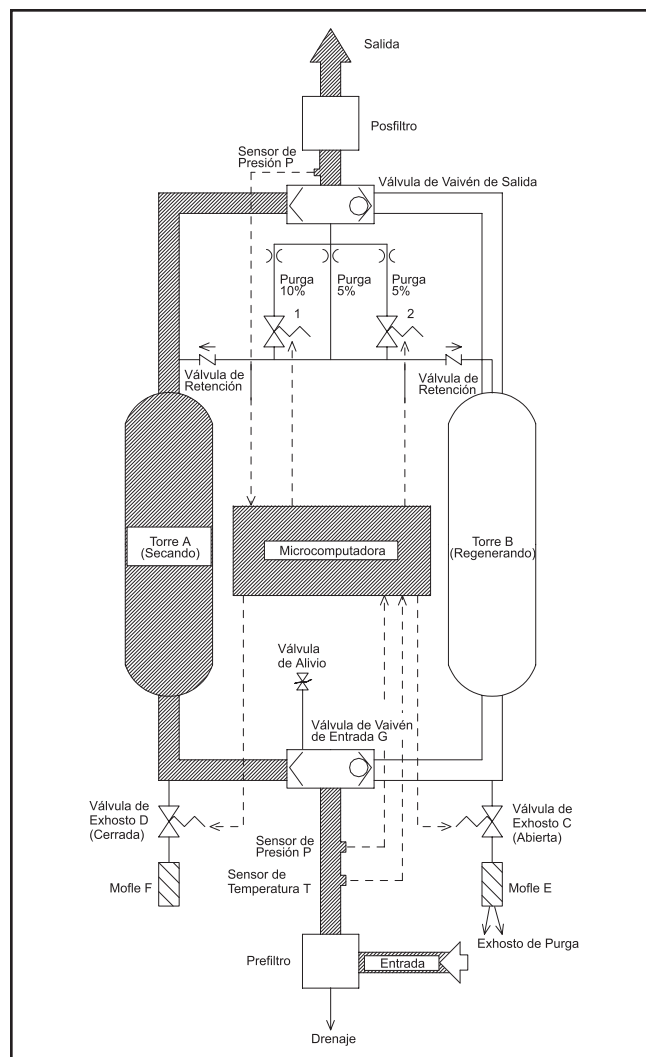 Salida
Posfiltro
Sensor de
Presión P
Válvula de Vaivén de Salida
Purga
10%
Purga
5%
Purga
5%
1
2
Válvula de
Retención
Válvula de
Retención
Torre A
(Secando)
Microcomputadora
Torre B
(Regenerando)
Válvula
de Alivio
Válvula de Vaivén
de Entrada G
Válvula de
Exhosto D
(Cerrada)
Válvula de
Exhosto C
(Abierta)
Sensor de
Presión P
Sensor de
Temperatura T
Mofle F
Mofle E
Exhosto de Purga
Prefiltro
Entrada
Drenaje